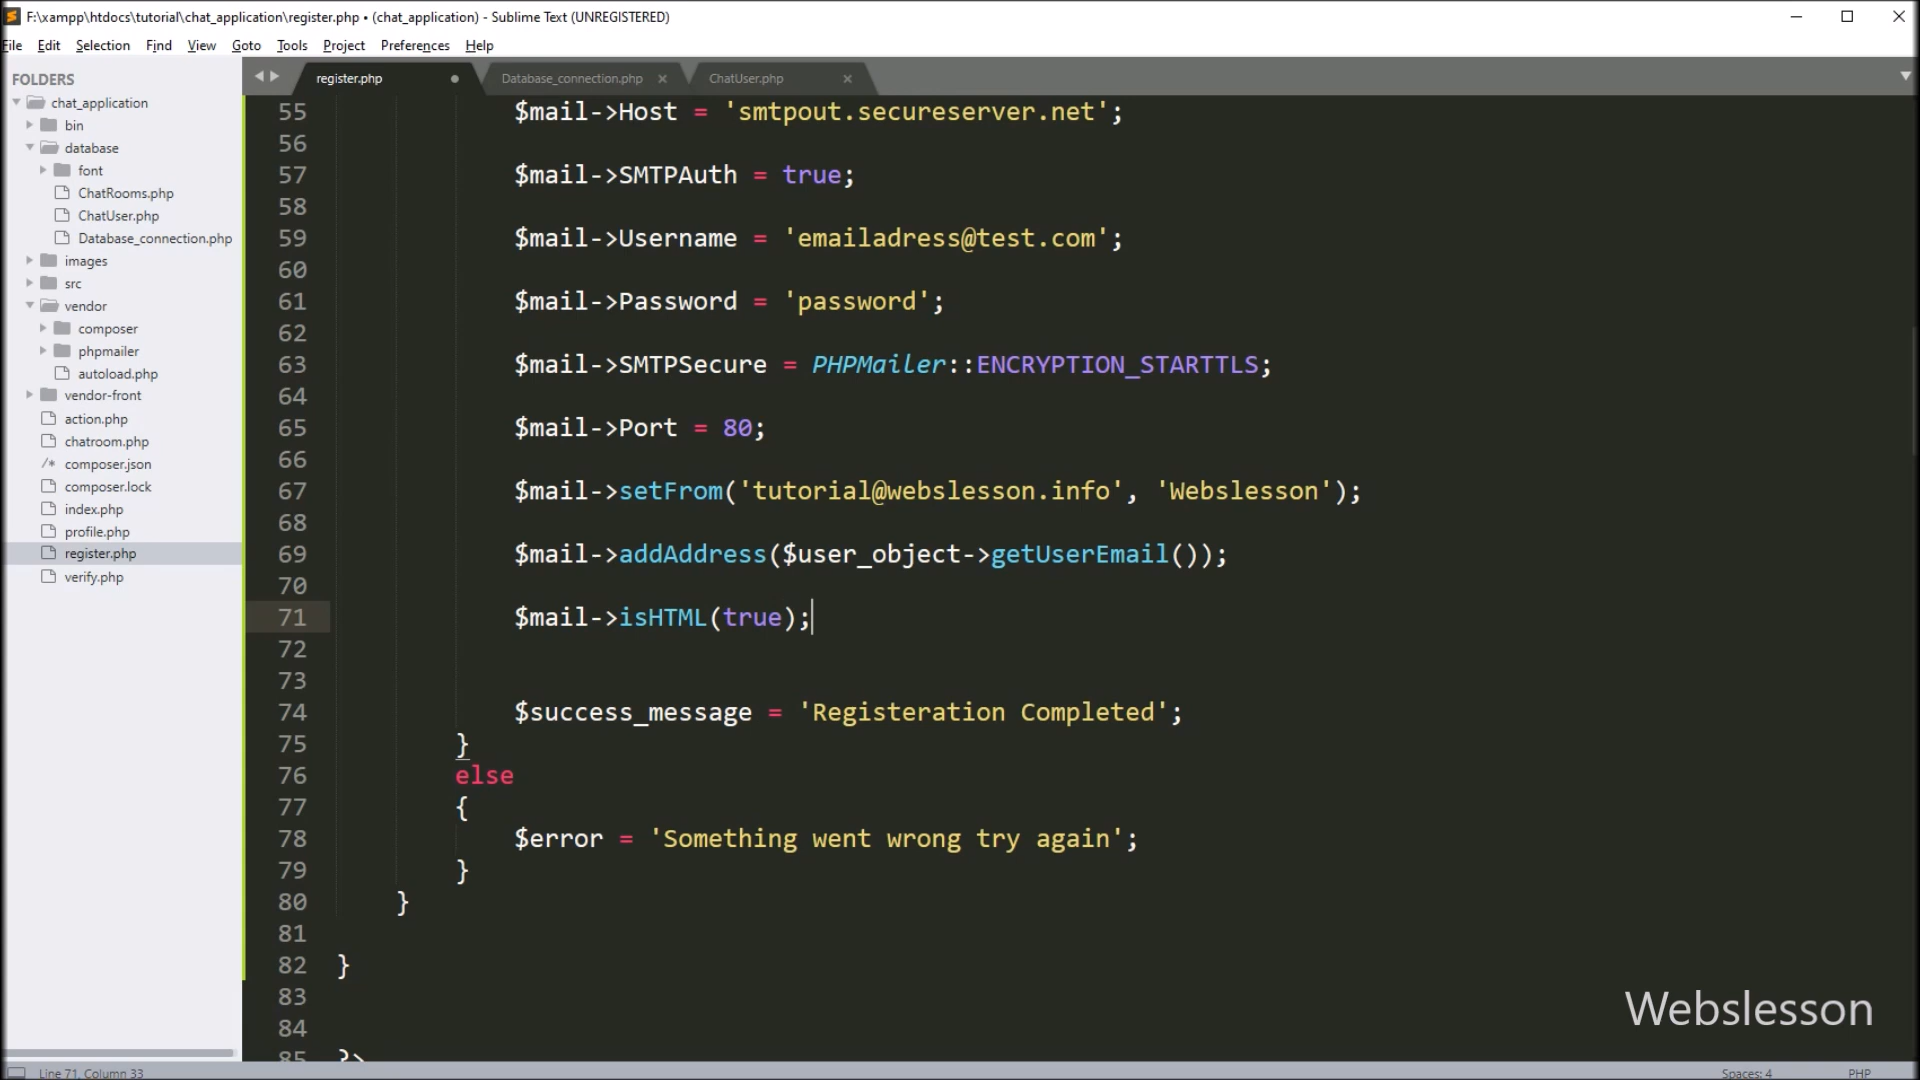 F:\xampp\htdocs\tutorial\chat_application\register.php • (chat_application) - Sublime Text (UNREGISTERED)
File Edit Selection Find View Goto Tools Project Preferences Help
FOLDERS
chat_application
bin
database
font
ChatRooms.php
ChatUser.php
Database_connection.php
images
src
vendor
composer
phpmailer
autoload.php
vendor-front
action.php
chatroom.php
/* composer.json
composer.lock
index.php
profile.php
register.php
verify.php
register.php Database_connection.php ChatUser.php
55 $mail->Host = 'smtpout.secureserver.net';
56
57 $mail->SMTPAuth = true;
58
59 $mail->Username = 'emailadress@test.com';
60
61 $mail->Password = 'password';
62
63 $mail->SMTPSecure = PHPMailer::ENCRYPTION_STARTTLS;
64
65 $mail->Port = 80;
66
67 $mail->setFrom('tutorial@webslesson.info', 'Webslesson');
68
69 $mail->addAddress($user_object->getUserEmail());
70
71 $mail->isHTML(true);
72
73
74 $success_message = 'Registeration Completed';
75 }
76 else
77 {
78 $error = 'Something went wrong try again';
79 }
80 }
81
82 }
83
84
85 ?>
Webslesson
Line 71, Column 33 Spaces: 4 PHP